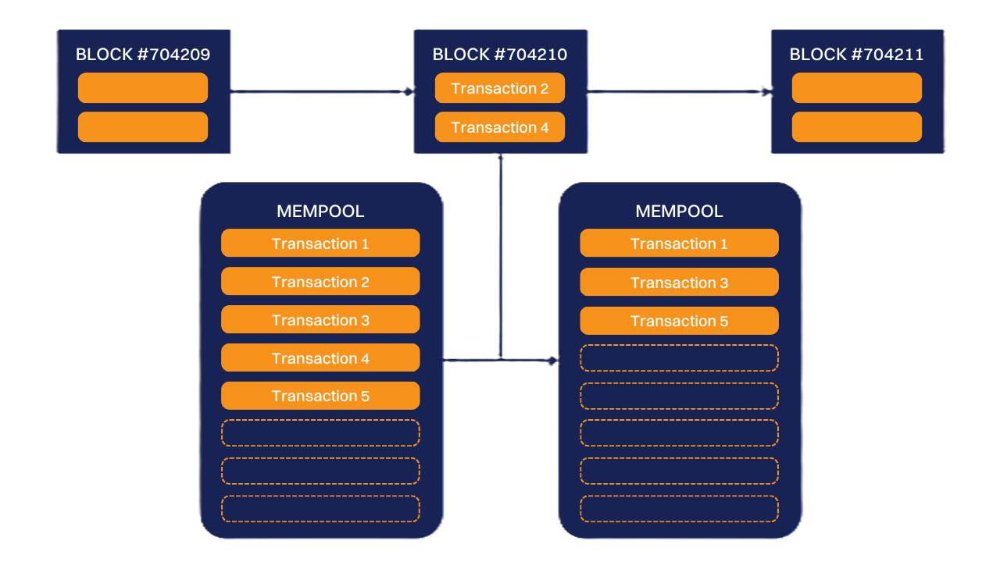 BLOCK #704209
BLOCK #704210
Transaction 2
Transaction 4
BLOCK #704211
MEMPOOL
Transaction 1
Transaction 2
Transaction 3
Transaction 4
Transaction 5
MEMPOOL
Transaction 1
Transaction 3
Transaction 5